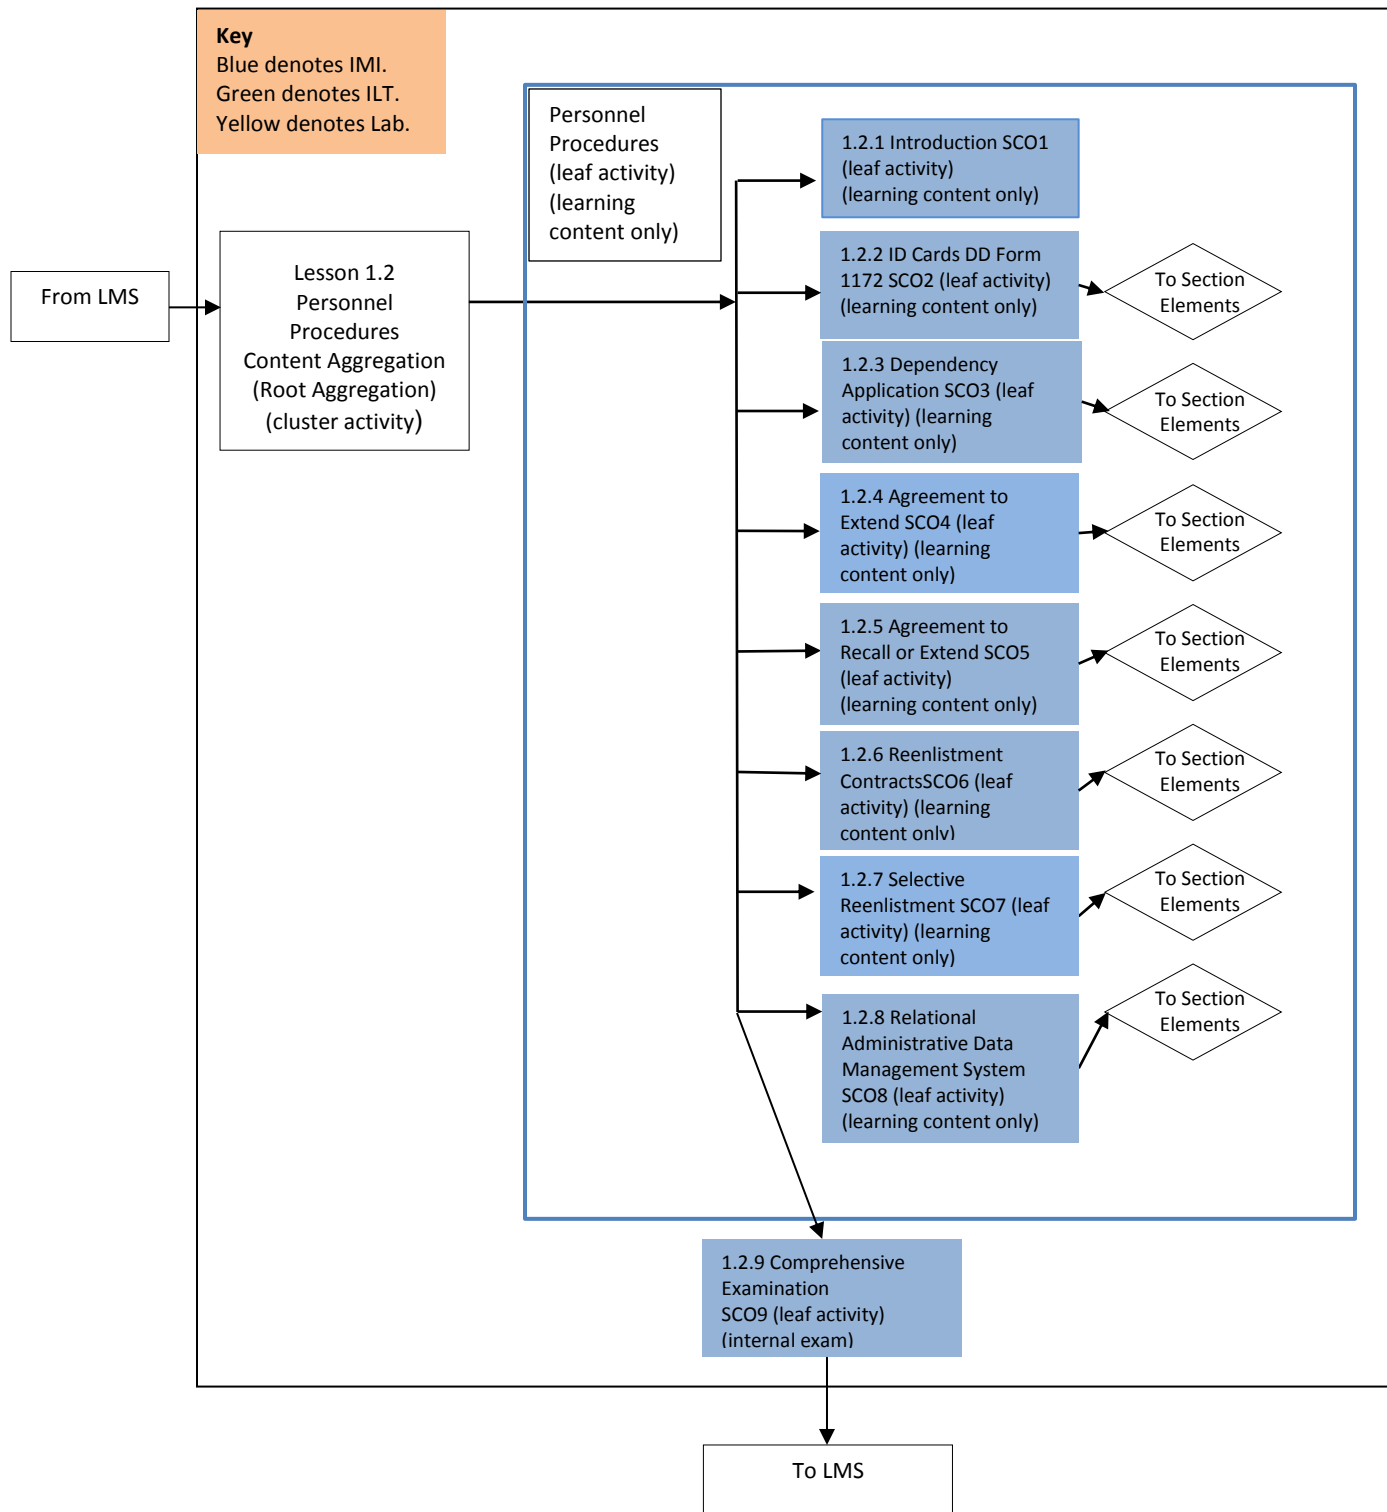 Key
Blue denotes IMI.
Green denotes ILT.
Yellow denotes Lab.
From LMS
Lesson 1.2
Personnel
Procedures
Content Aggregation
(Root Aggregation)
(cluster activity)
Personnel
Procedures
(leaf activity)
(learning
content only)
1.2.1 Introduction SCO1
(leaf activity)
(learning content only)
1.2.2 ID Cards DD Form
1172 SCO2 (leaf activity)
(learning content only)
To Section
Elements
1.2.3 Dependency
Application SCO3 (leaf
activity) (learning
content only)
To Section
Elements
1.2.4 Agreement to
Extend SCO4 (leaf
activity) (learning
content only)
To Section
Elements
1.2.5 Agreement to
Recall or Extend SCO5
(leaf activity)
(learning content only)
To Section
Elements
1.2.6 Reenlistment
ContractsSCO6 (leaf
activity) (learning
content only)
To Section
Elements
1.2.7 Selective
Reenlistment SCO7 (leaf
activity) (learning
content only)
To Section
Elements
1.2.8 Relational
Administrative Data
Management System
SCO8 (leaf activity)
(learning content only)
To Section
Elements
1.2.9 Comprehensive
Examination
SCO9 (leaf activity)
(internal exam)
To LMS